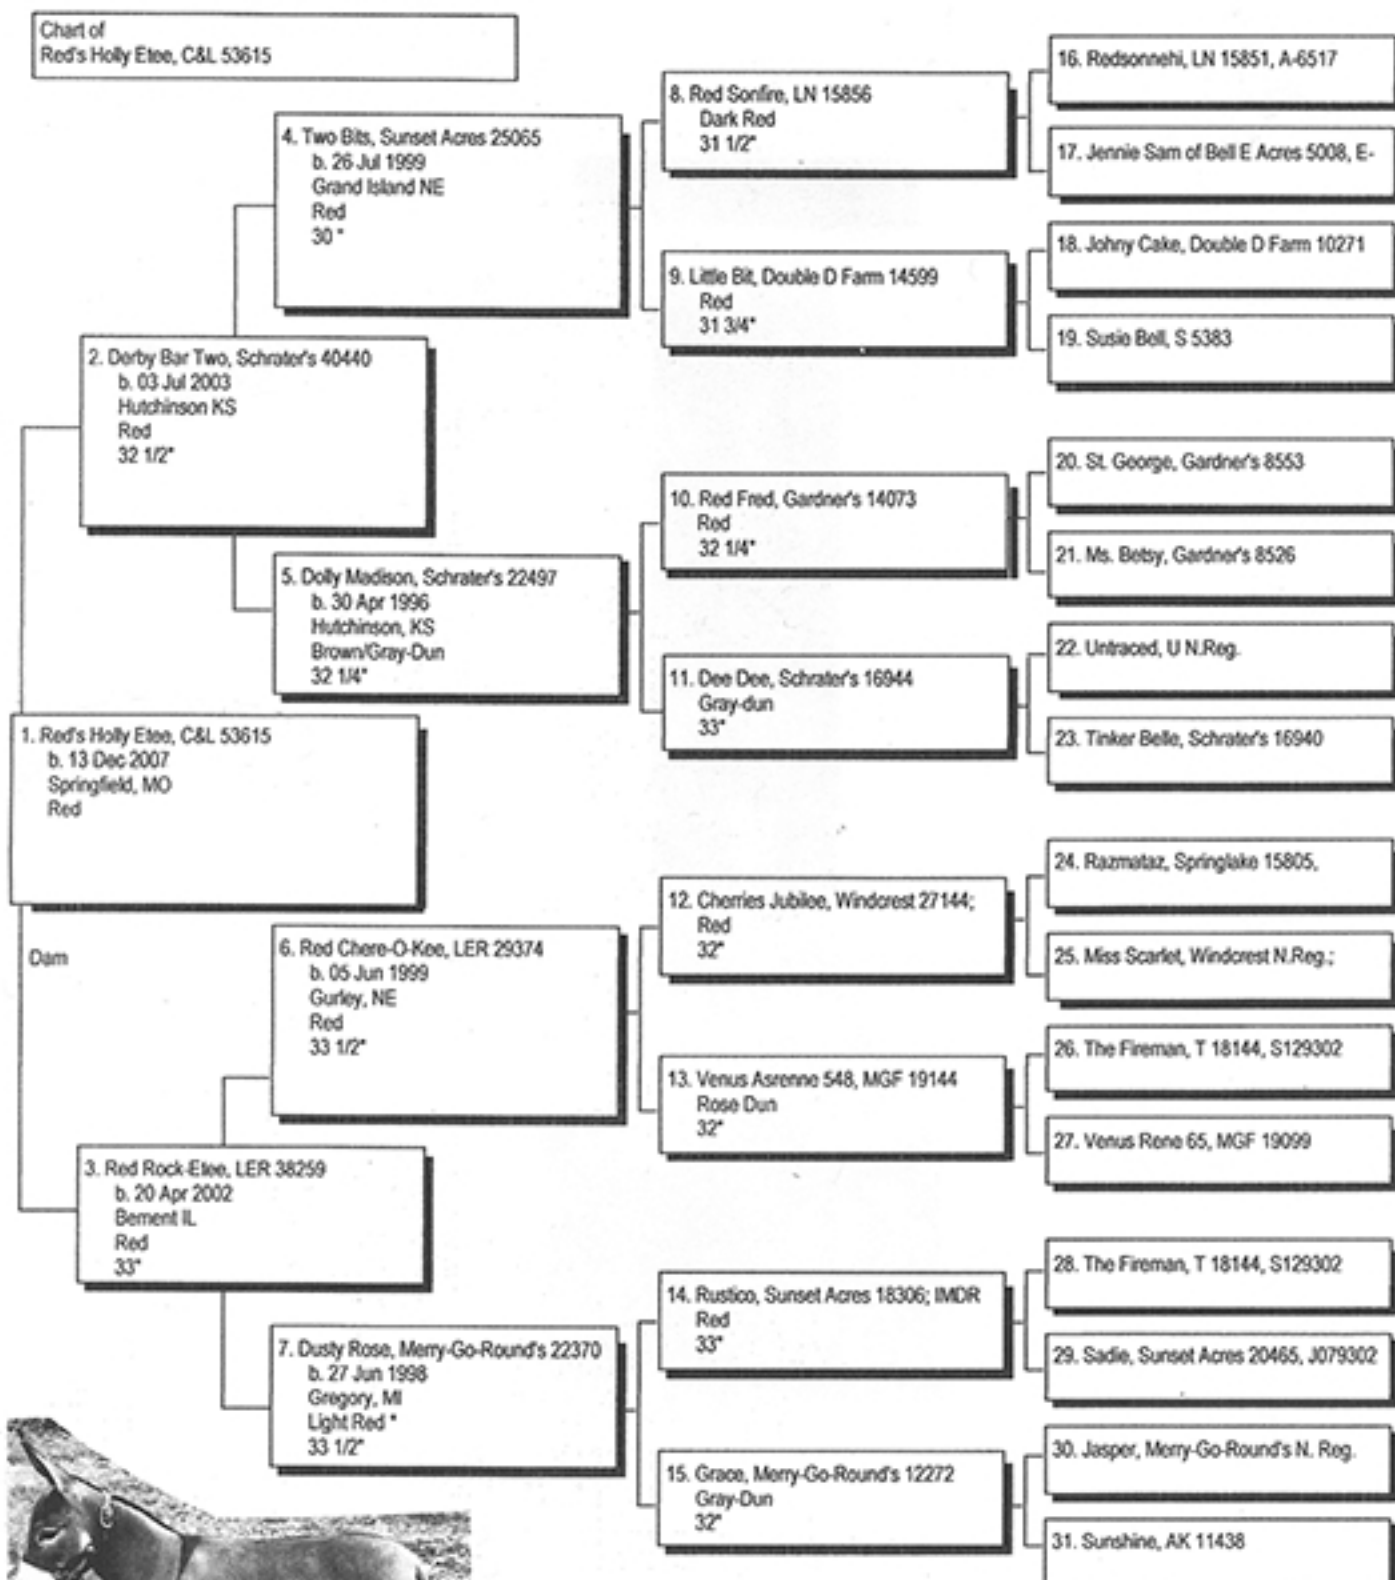 Chart of
Red's Holly Etee, C&L 53615
16. Redsonnehi, LN 15851, A-6517
8. Red Sonfire, LN 15856
Dark Red
31 1/2"
17. Jennie Sam of Bell E Acres 5008, E-
4. Two Bits, Sunset Acres 25065
b. 26 Jul 1999
Grand Island NE
Red
30 "
18. Johny Cake, Double D Farm 10271
9. Little Bit, Double D Farm 14599
Red
31 3/4"
19. Susie Bell, S 5383
2. Derby Bar Two, Schrater's 40440
b. 03 Jul 2003
Hutchinson KS
Red
32 1/2"
20. St. George, Gardner's 8553
10. Red Fred, Gardner's 14073
Red
32 1/4"
21. Ms. Betsy, Gardner's 8526
5. Dolly Madison, Schrater's 22497
b. 30 Apr 1996
Hutchinson, KS
Brown/Gray-Dun
32 1/4"
22. Untraced, U N.Reg.
11. Dee Dee, Schrater's 16944
Gray-dun
33"
23. Tinker Belle, Schrater's 16940
1. Red's Holly Etee, C&L 53615
b. 13 Dec 2007
Springfield, MO
Red
24. Razmataz, Springlake 15805,
12. Cherries Jubilee, Windcrest 27144;
Red
32"
25. Miss Scarlet, Windcrest N.Reg.;
Dam
6. Red Chere-O-Kee, LER 29374
b. 05 Jun 1999
Gurley, NE
Red
33 1/2"
26. The Fireman, T 18144, S129302
13. Venus Asrenne 548, MGF 19144
Rose Dun
32"
27. Venus Rene 65, MGF 19099
3. Red Rock-Etee, LER 38259
b. 20 Apr 2002
Bement IL
Red
33"
28. The Fireman, T 18144, S129302
14. Rustico, Sunset Acres 18306; IMDR
Red
33"
29. Sadie, Sunset Acres 20465, J079302
7. Dusty Rose, Merry-Go-Round's 22370
b. 27 Jun 1998
Gregory, MI
Light Red *
33 1/2"
30. Jasper, Merry-Go-Round's N. Reg.
15. Grace, Merry-Go-Round's 12272
Gray-Dun
32"
31. Sunshine, AK 11438